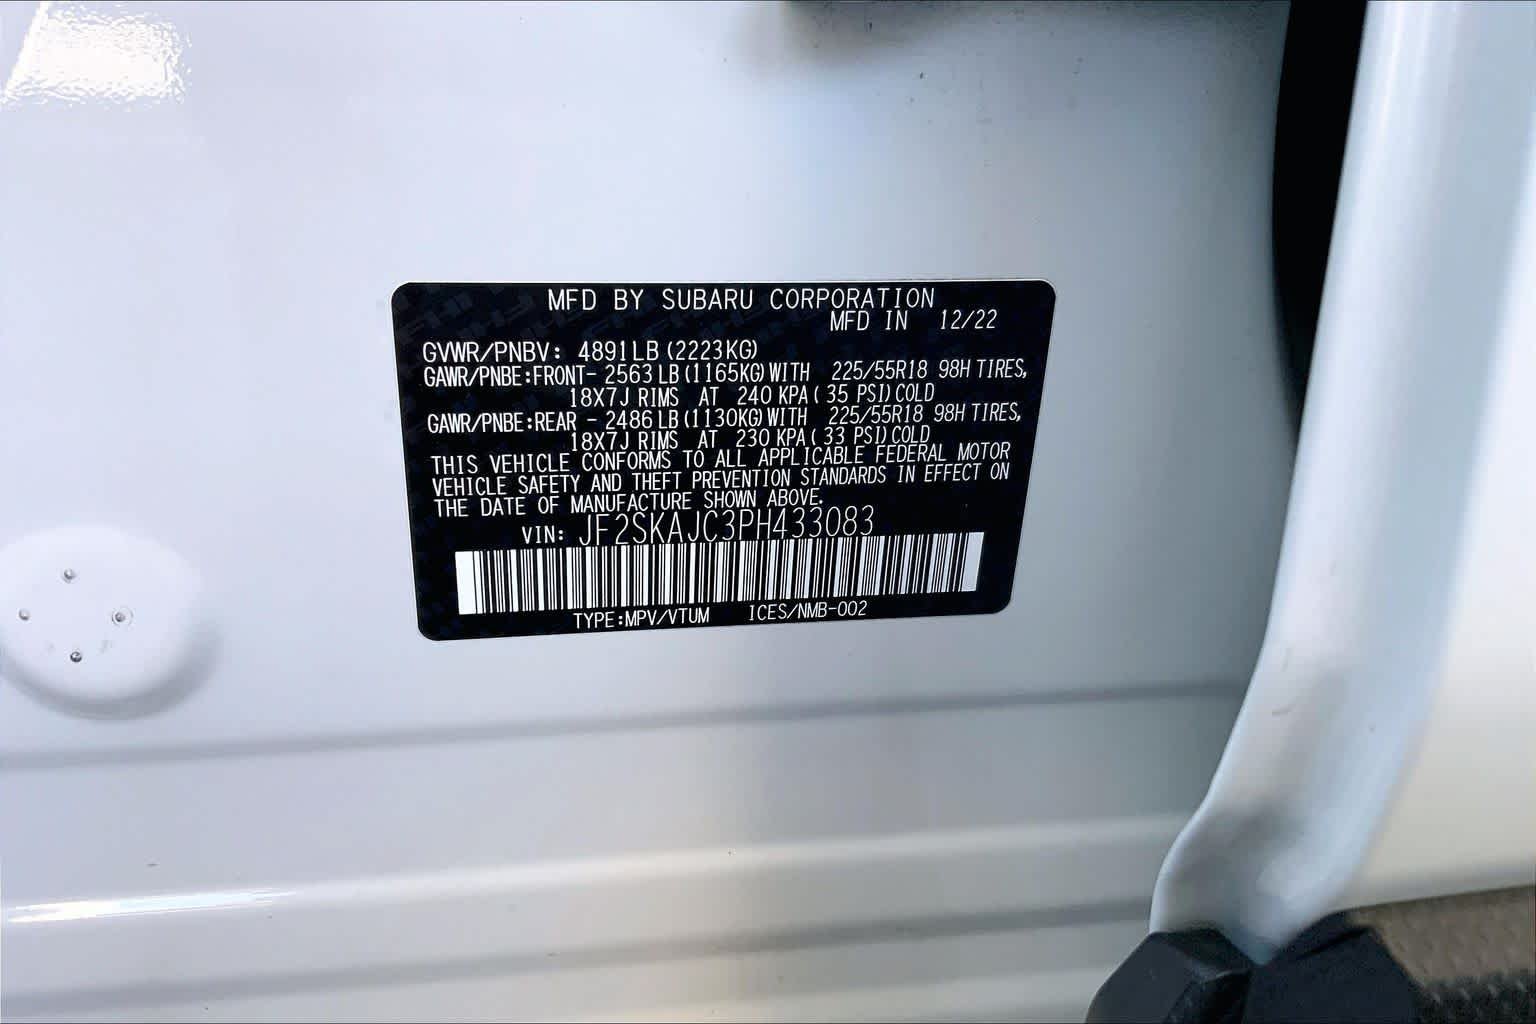 MFD BY SUBARU CORPORATION
MFD IN 12/22
GVWR/PNBV: 4891LB (2223KG)
GAWR/PNBE:FRONT- 2563LB (1165KG) WITH 225/55R18 98H TIRES,
18X7J RIMS AT 240 KPA ( 35 PSI) COLD
GAWR/PNBE:REAR - 2486LB (1130KG) WITH 225/55R18 98H TIRES,
18X7J RIMS AT 230 KPA ( 33 PSI) COLD
THIS VEHICLE CONFORMS TO ALL APPLICABLE FEDERAL MOTOR
VEHICLE SAFETY AND THEFT PREVENTION STANDARDS IN EFFECT ON
THE DATE OF MANUFACTURE SHOWN ABOVE.
VIN: JF2SKAJC3PH433083
TYPE:MPV/VTUM ICES/NMB-002